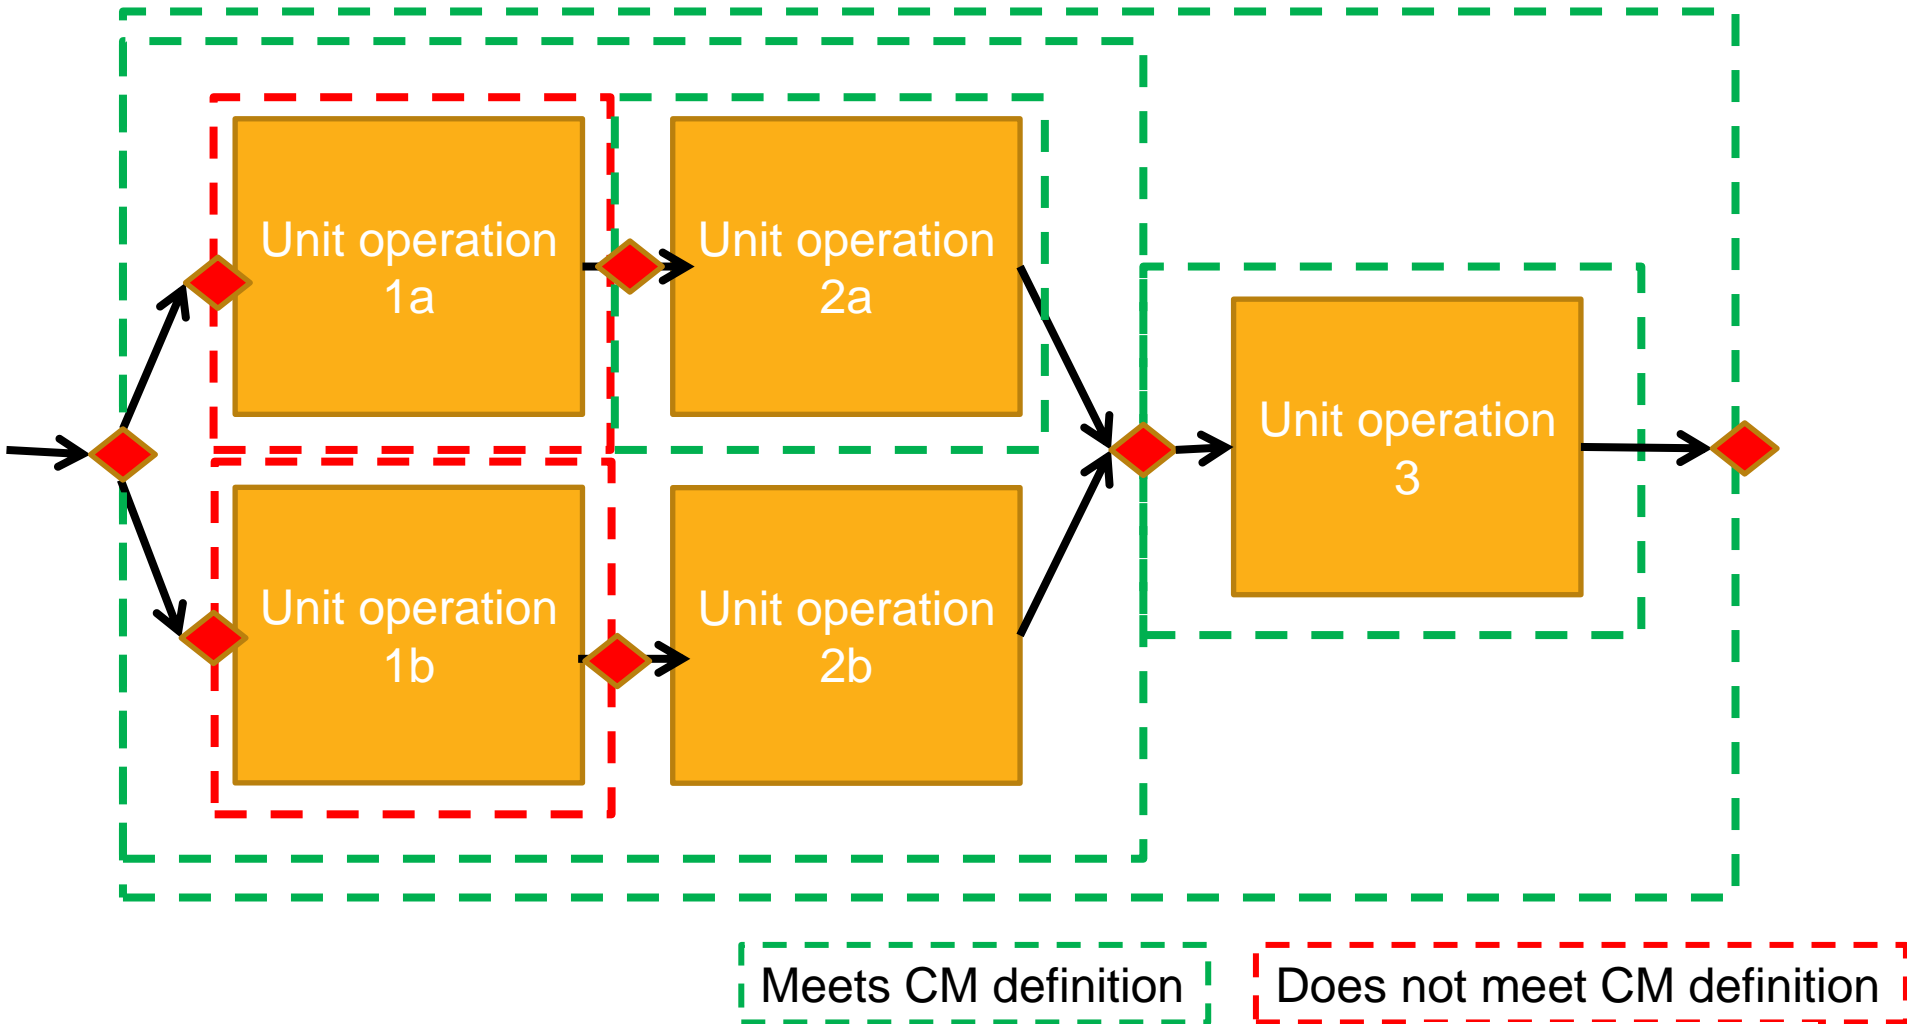 Unit operation
1a
Unit operation
2a
Unit operation
3
Unit operation
1b
Unit operation
2b
Meets CM definition
Does not meet CM definition